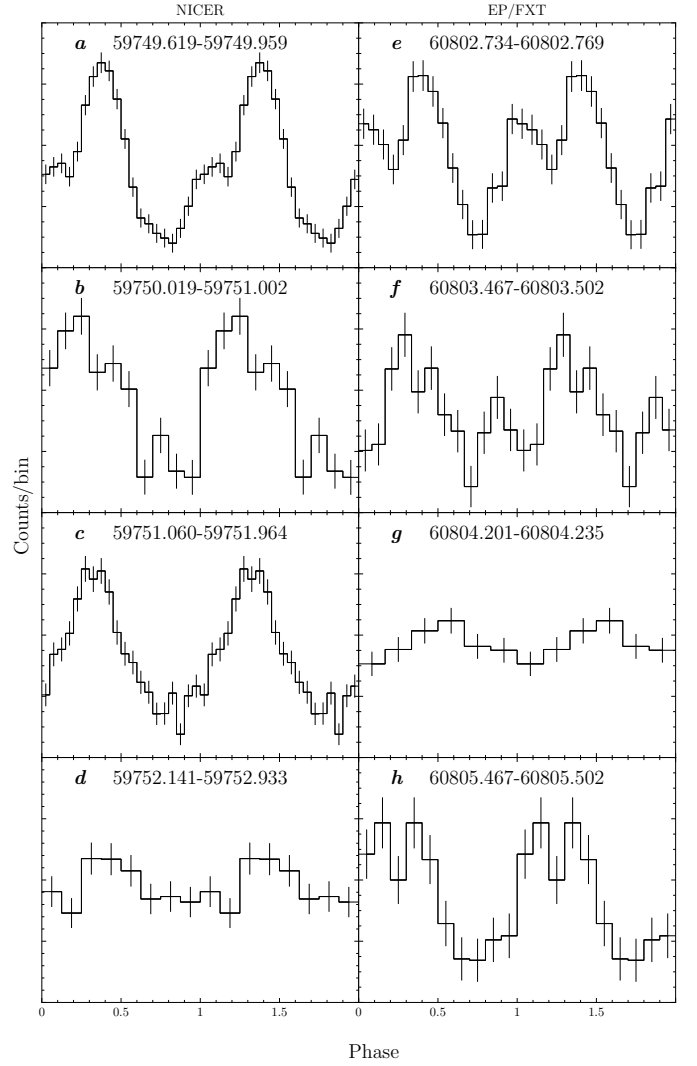 NICER EP/FXT
a 59749.619-59749.959 e 60802.734-60802.769
b 59750.019-59751.002 f 60803.467-60803.502
c 59751.060-59751.964 g 60804.201-60804.235
d 59752.141-59752.933 h 60805.467-60805.502
Counts/bin
0 0.5 1 1.5 0 0.5 1 1.5
Phase